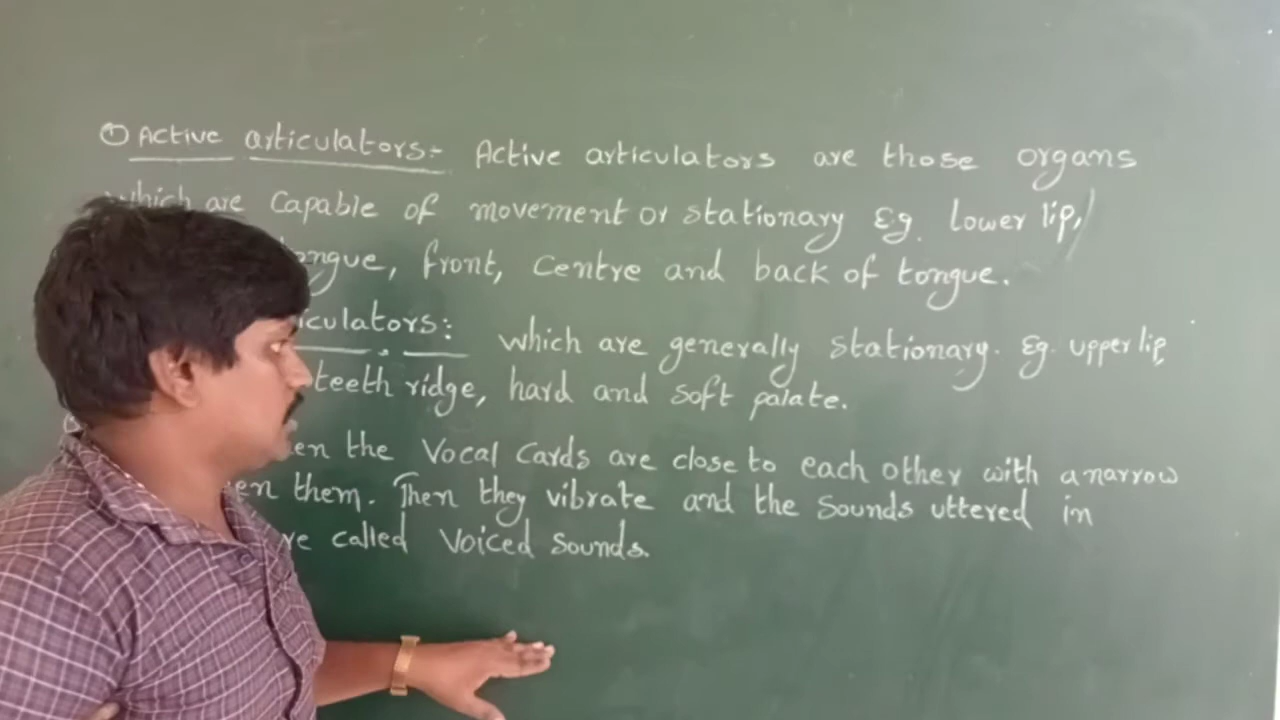 ① Active articulators:- Active articulators are those organs
which are Capable of movement or stationary Eg. Lower lip,
tongue, front, Centre and back of tongue.
which are generally stationary. Eg. upper lip,
teeth ridge, hard and soft palate.
the Vocal Cards are close to each other with a narrow
them. Then they vibrate and the Sounds uttered in
called Voiced Sounds.